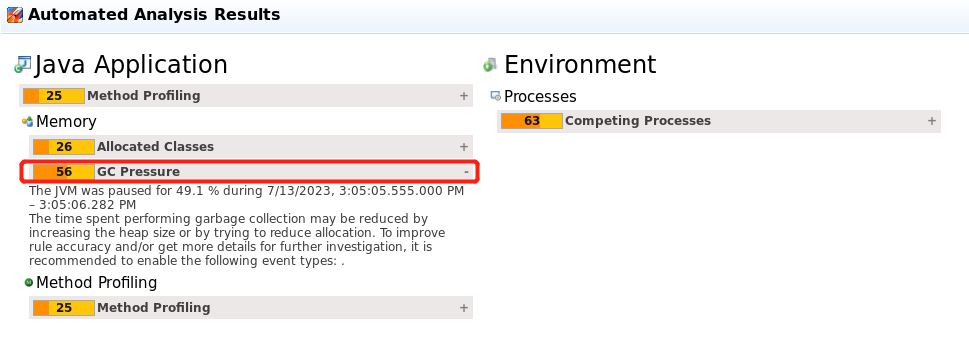 Automated Analysis Results
Java Application
25 Method Profiling +
Memory
26 Allocated Classes +
56 GC Pressure -
The JVM was paused for 49.1 % during 7/13/2023, 3:05:05.555.000 PM
– 3:05:06.282 PM
The time spent performing garbage collection may be reduced by
increasing the heap size or by trying to reduce allocation. To improve
rule accuracy and/or get more details for further investigation, it is
recommended to enable the following event types: .
Method Profiling
25 Method Profiling +
Environment
Processes
63 Competing Processes +